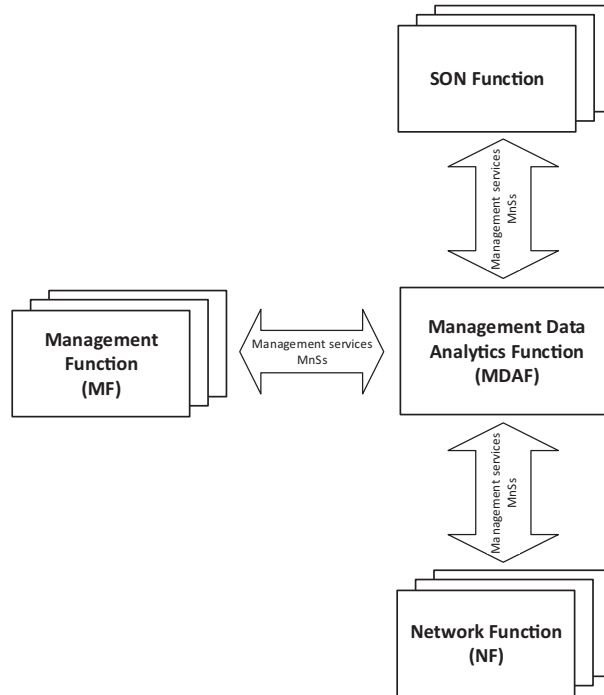 SON Function
Management services
MnSs
Management
Function
(MF)
Management services
MnSs
Management Data
Analytics Function
(MDAF)
Management services
MnSs
Network Function
(NF)